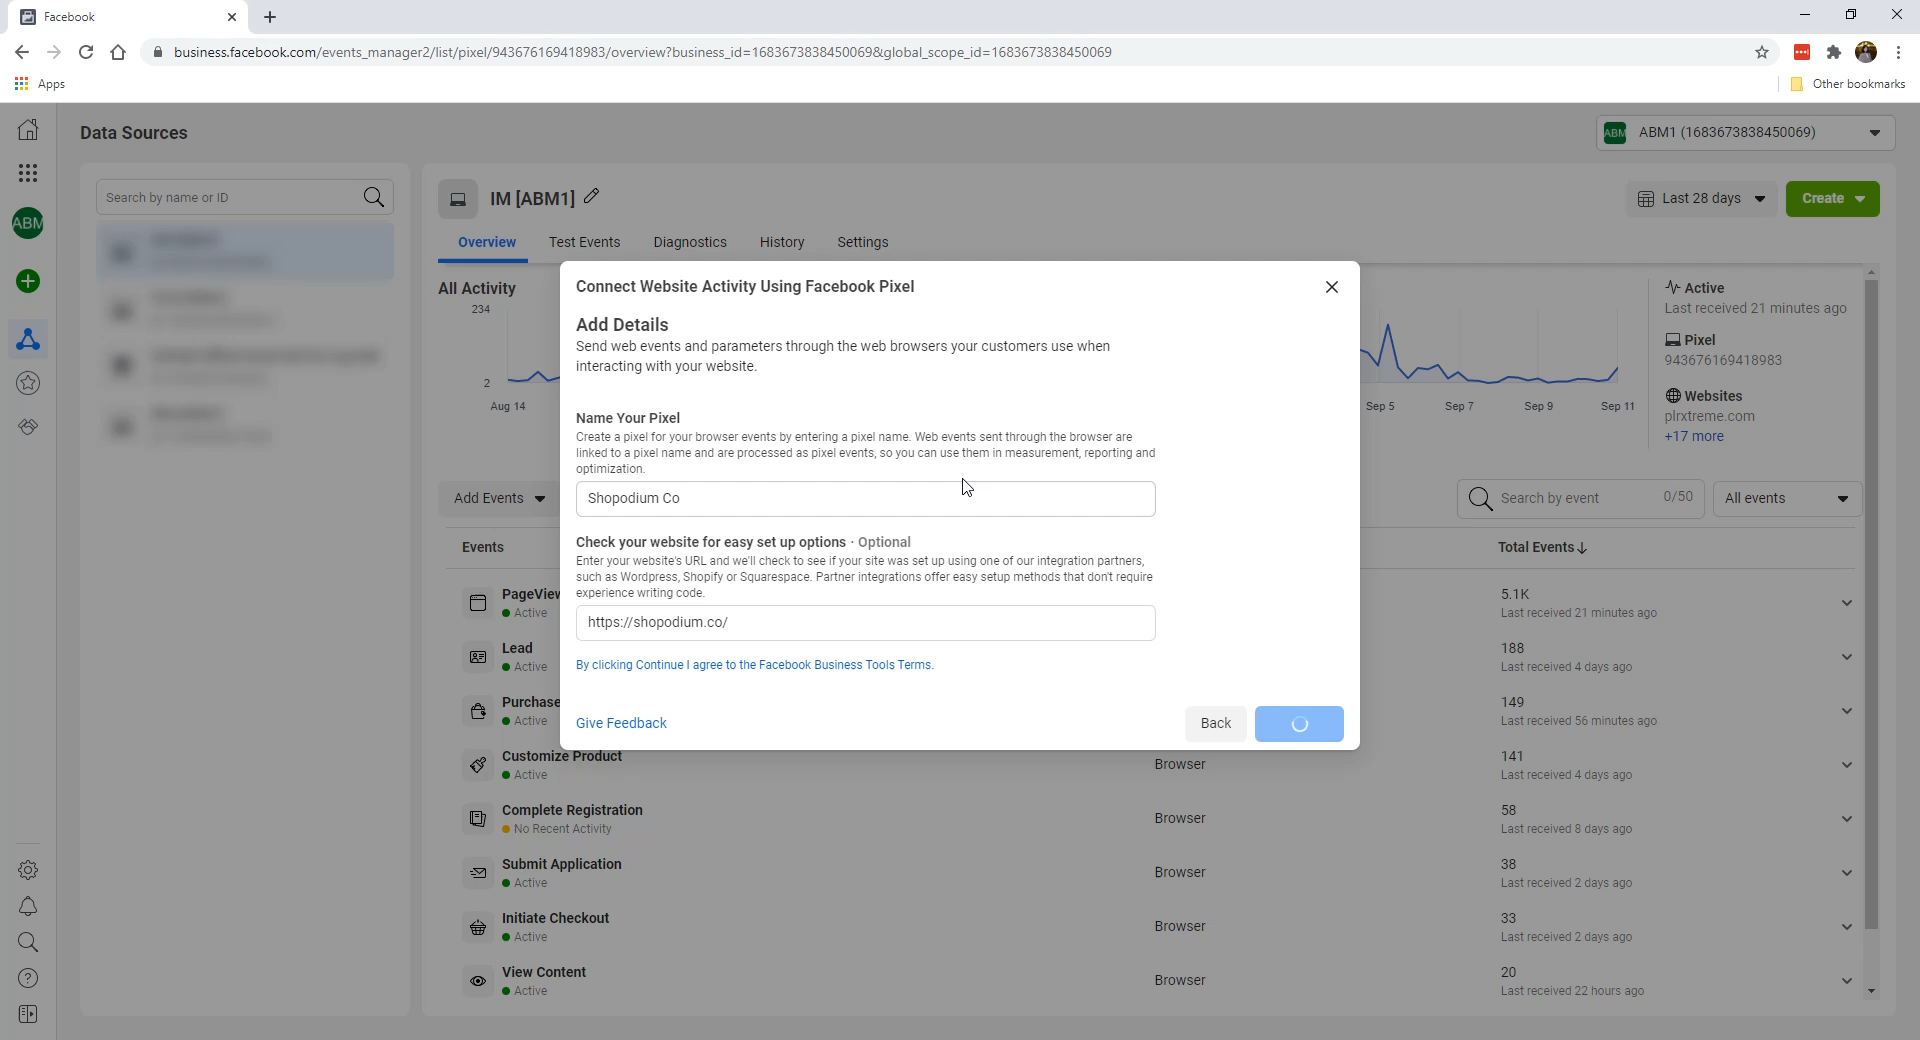 Facebook
business.facebook.com/events_manager2/list/pixel/943676169418983/overview?business_id=1683673838450069&global_scope_id=1683673838450069
Apps
Other bookmarks
Data Sources
ABM ABM1 (1683673838450069)
Search by name or ID
IM [ABM1]
Last 28 days
Create
ABM
Overview Test Events Diagnostics History Settings
Connect Website Activity Using Facebook Pixel
All Activity
234
2
Aug 14
Sep 5 Sep 7 Sep 9 Sep 11
Active
Last received 21 minutes ago
Pixel
943676169418983
Websites
plrxtreme.com
+17 more
Add Details
Send web events and parameters through the web browsers your customers use when
interacting with your website.
Name Your Pixel
Create a pixel for your browser events by entering a pixel name. Web events sent through the browser are
linked to a pixel name and are processed as pixel events, so you can use them in measurement, reporting and
optimization.
Shopodium Co
Check your website for easy set up options · Optional
Enter your website's URL and we'll check to see if your site was set up using one of our integration partners,
such as Wordpress, Shopify or Squarespace. Partner integrations offer easy setup methods that don't require
experience writing code.
https://shopodium.co/
By clicking Continue I agree to the Facebook Business Tools Terms.
Give Feedback
Back
Add Events
Search by event 0/50
All events
Events
Total Events
PageView
Active
5.1K
Last received 21 minutes ago
Lead
Active
188
Last received 4 days ago
Purchase
Active
149
Last received 56 minutes ago
Customize Product
Active
Browser
141
Last received 4 days ago
Complete Registration
No Recent Activity
Browser
58
Last received 8 days ago
Submit Application
Active
Browser
38
Last received 2 days ago
Initiate Checkout
Active
Browser
33
Last received 2 days ago
View Content
Active
Browser
20
Last received 22 hours ago